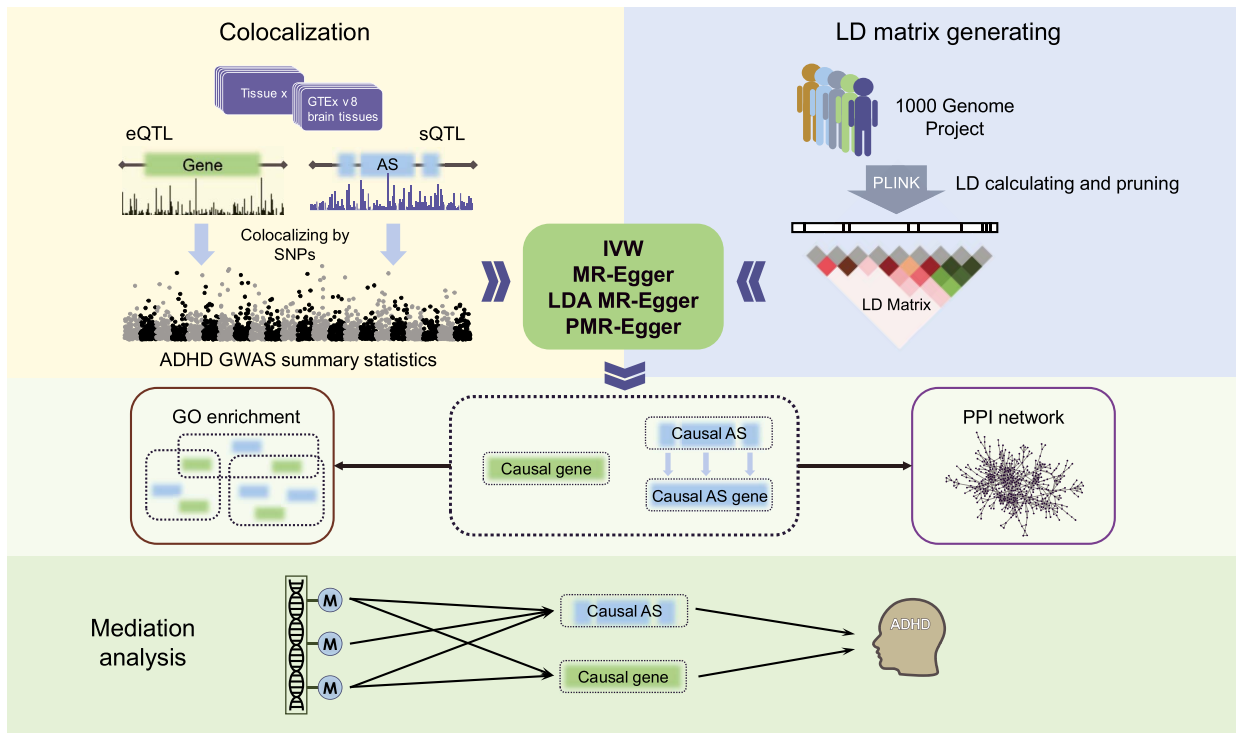 Colocalization
LD matrix generating
Tissue x
GTEx v8
brain tissues
eQTL
sQTL
Gene
AS
Colocalizing by
SNPs
ADHD GWAS summary statistics
1000 Genome
Project
PLINK
LD calculating and pruning
LD Matrix
IVW
MR-Egger
LDA MR-Egger
PMR-Egger
GO enrichment
Causal gene
Causal AS
Causal AS gene
PPI network
Mediation
analysis
M
M
M
Causal AS
Causal gene
ADHD